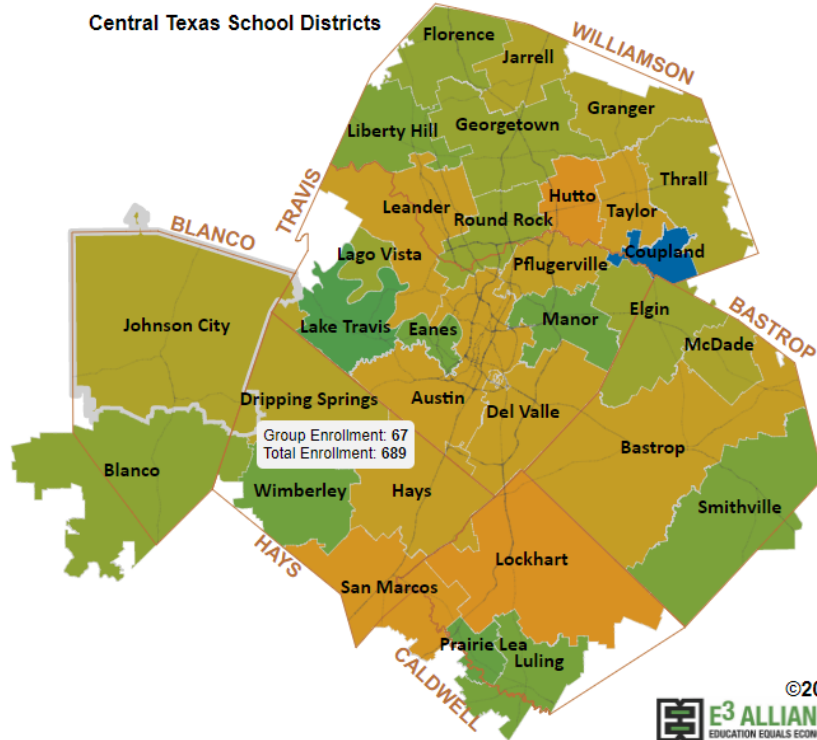 Central Texas School Districts
Florence
WILLIAMSON
Jarrell
Granger
Georgetown
Liberty Hill
Thrall
TRAVIS
Hutto
Leander
Taylor
Round Rock
BLANCO
Coupland
Lago Vista
Pflugerville
Elgin
BASTROP
Johnson City
Lake Travis
Eanes
Manor
McDade
Dripping Springs
Austin
Del Valle
Group Enrollment: 67
Total Enrollment: 689
Bastrop
Blanco
Wimberley
Hays
Smithville
HAYS
Lockhart
San Marcos
Prairie Lea
Luling
CALDWELL
©20
E3 ALLIAN
EDUCATION EQUALS ECON